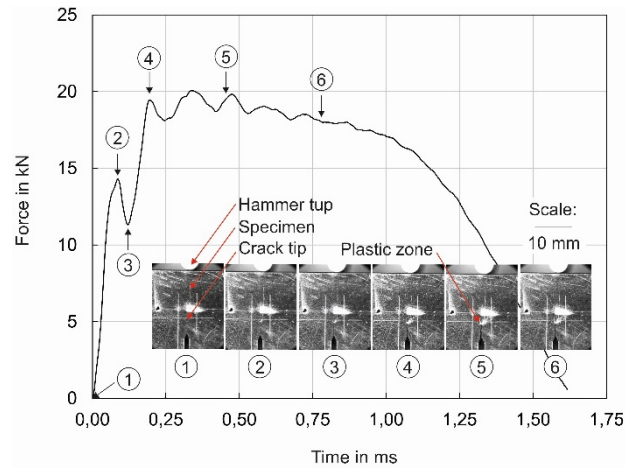 25
20
15
10
5
0
Force in kN
4
5
6
2
3
1
Hammer tup
Specimen
Crack tip
Plastic zone
Scale:
10 mm
1 2 3 4 5 6
0,00 0,25 0,50 0,75 1,00 1,25 1,50 1,75
Time in ms